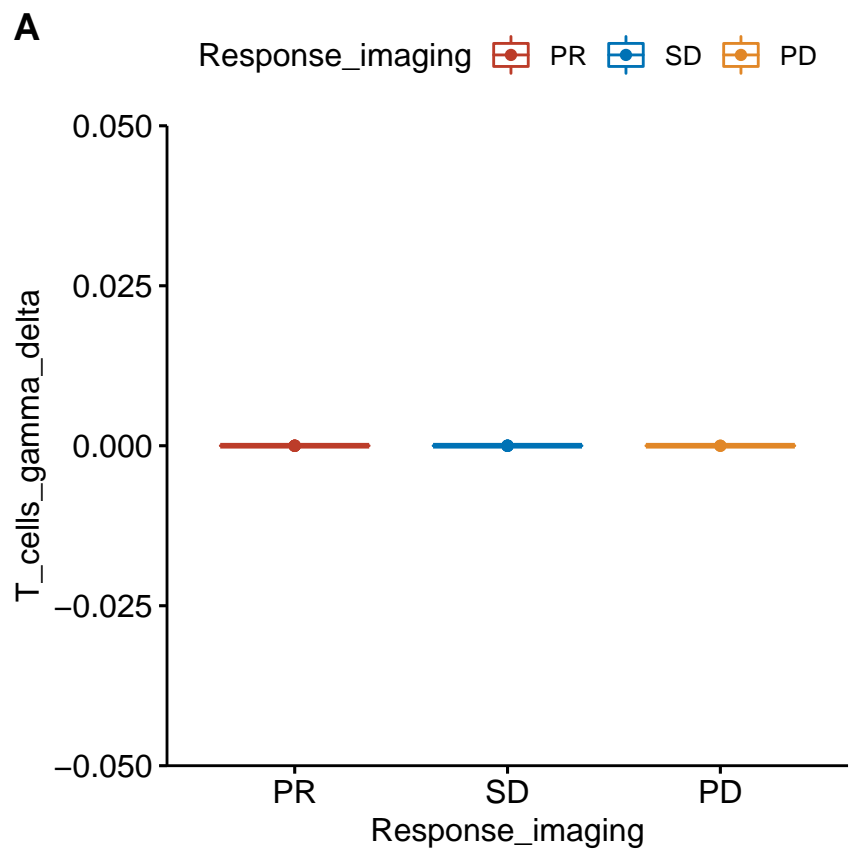 A
Response_imaging PR SD PD
0.050
0.025
0.000
−0.025
−0.050
T_cells_gamma_delta
PR SD PD
Response_imaging